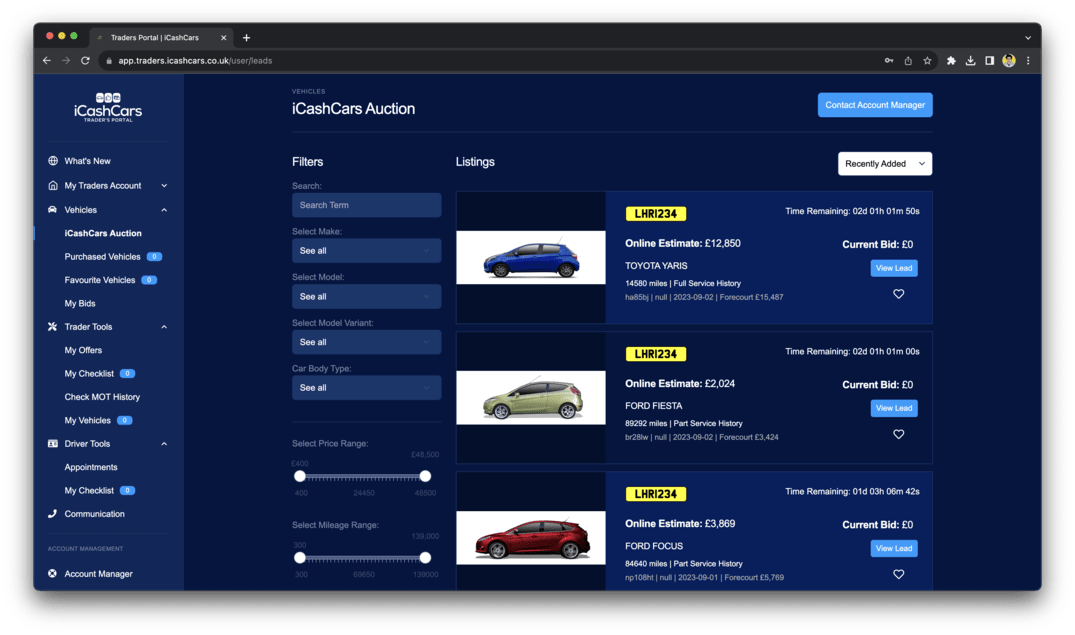 Traders Portal | iCashCars
app.traders.icashcars.co.uk/user/leads
iCashCars
TRADER'S PORTAL
What's New
My Traders Account
Vehicles
iCashCars Auction
Purchased Vehicles 0
Favourite Vehicles 0
My Bids
Trader Tools
My Offers
My Checklist 0
Check MOT History
My Vehicles 0
Driver Tools
Appointments
My Checklist 0
Communication
ACCOUNT MANAGEMENT
Account Manager
VEHICLES
iCashCars Auction
Contact Account Manager
Filters
Search:
Search Term
Select Make:
See all
Select Model:
See all
Select Model Variant:
See all
Car Body Type:
See all
Select Price Range:
£48,500
£400
400 24450 48500
Select Mileage Range:
139,000
300
300 69650 139000
Listings
Recently Added
LHR1234
Time Remaining: 02d 01h 01m 50s
Online Estimate: £12,850
Current Bid: £0
TOYOTA YARIS
View Lead
14580 miles | Full Service History
ha85bj | null | 2023-09-02 | Forecourt £15,487
LHR1234
Time Remaining: 02d 01h 01m 00s
Online Estimate: £2,024
Current Bid: £0
FORD FIESTA
View Lead
89292 miles | Part Service History
br28lw | null | 2023-09-02 | Forecourt £3,424
LHR1234
Time Remaining: 01d 03h 06m 42s
Online Estimate: £3,869
Current Bid: £0
FORD FOCUS
View Lead
84640 miles | Part Service History
np108ht | null | 2023-09-01 | Forecourt £5,769